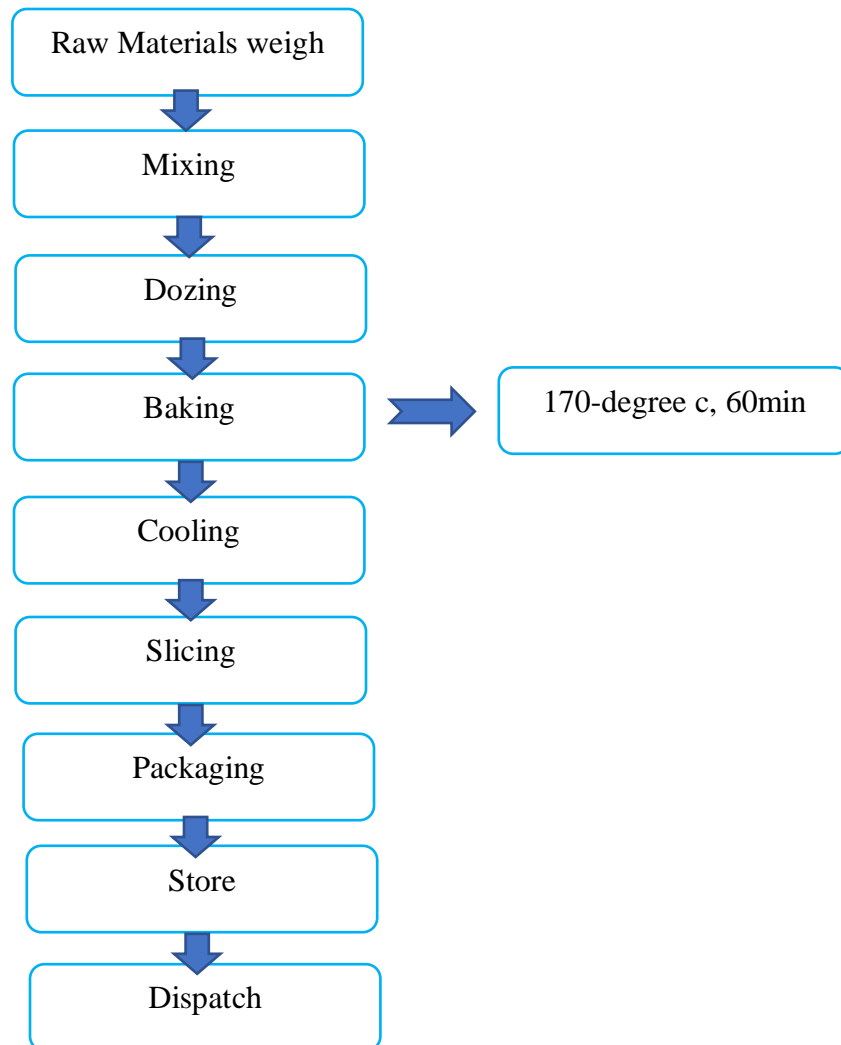 Raw Materials weigh
Mixing
Dozing
Baking
170-degree c, 60min
Cooling
Slicing
Packaging
Store
Dispatch